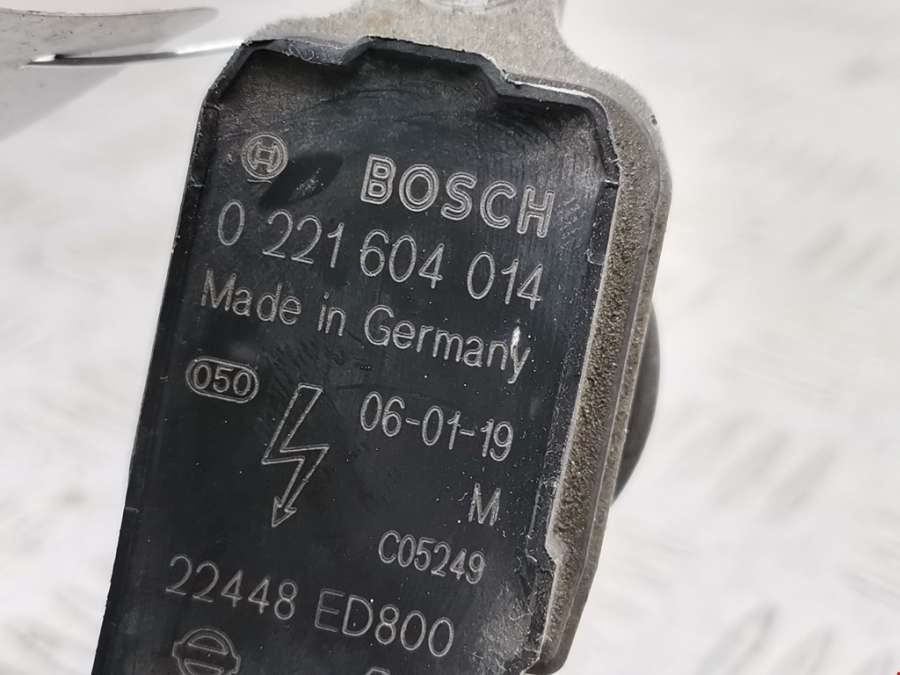 BOSCH
0 221 604 014
Made in Germany
050
06-01-19
M
C05249
22448 ED800